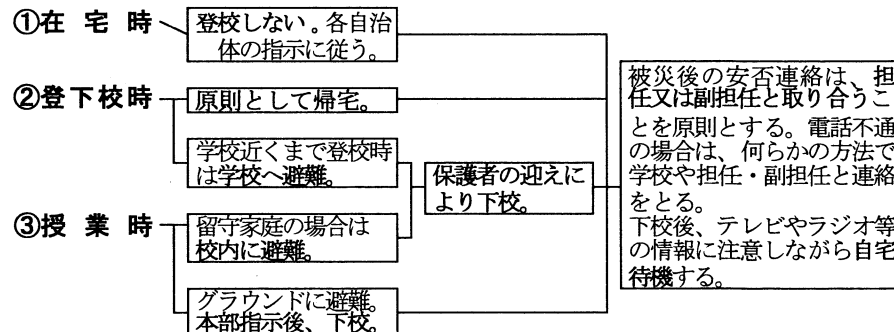 ①在宅時
登校しない。各自治
体の指示に従う。
②登下校時
原則として帰宅。
学校近くまで登校時
は学校へ避難。
保護者の迎えに
より下校。
③授業時
留守家庭の場合は
校内に避難。
グラウンドに避難。
本部指示後、下校。
被災後の安否連絡は、担
任又は副担任と取り合うこ
とを原則とする。電話不通
の場合は、何らかの方法で
学校や担任・副担任と連絡
をとる。
下校後、テレビやラジオ等
の情報に注意しながら自宅
待機する。